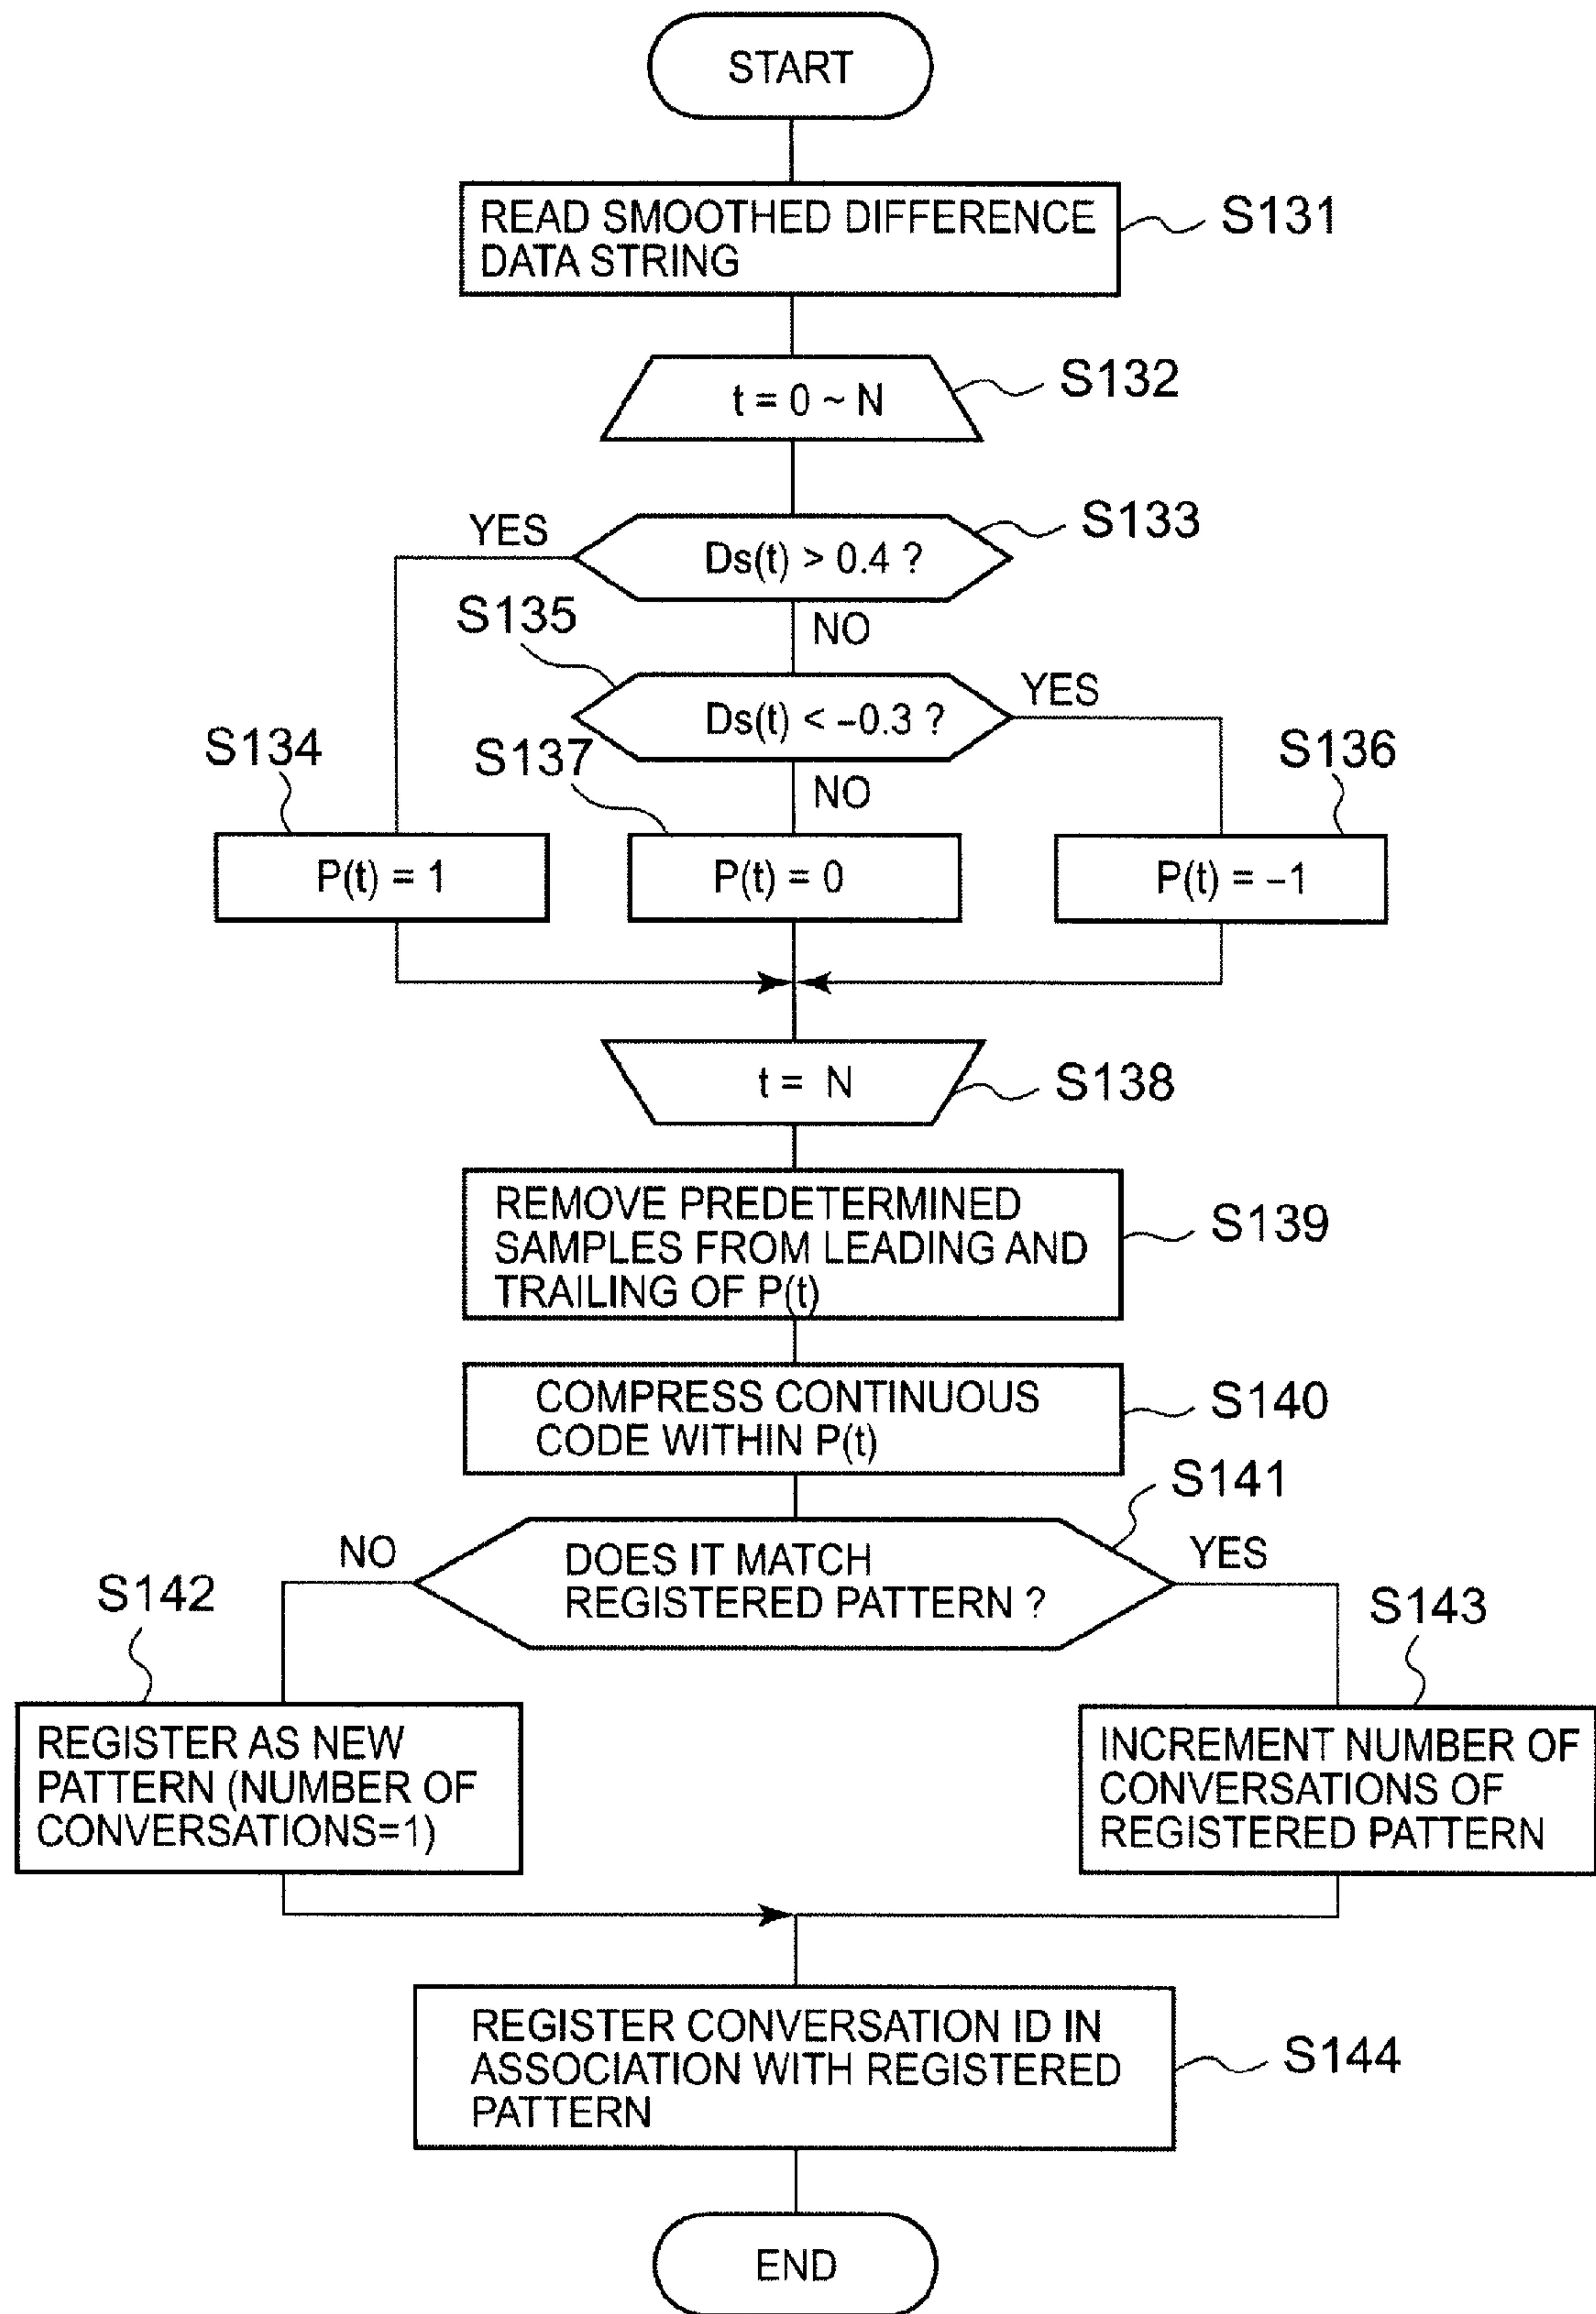 START
READ SMOOTHED DIFFERENCE
DATA STRING
S131
t = 0 ~ N
S132
YES
Ds(t) > 0.4 ?
S133
NO
S135
Ds(t) < –0.3 ?
YES
S134
S137
NO
S136
P(t) = 1
P(t) = 0
P(t) = –1
t = N
S138
REMOVE PREDETERMINED
SAMPLES FROM LEADING AND
TRAILING OF P(t)
S139
COMPRESS CONTINUOUS
CODE WITHIN P(t)
S140
S141
NO
DOES IT MATCH
REGISTERED PATTERN ?
YES
S142
S143
REGISTER AS NEW
PATTERN (NUMBER OF
CONVERSATIONS=1)
INCREMENT NUMBER OF
CONVERSATIONS OF
REGISTERED PATTERN
REGISTER CONVERSATION ID IN
ASSOCIATION WITH REGISTERED
PATTERN
S144
END